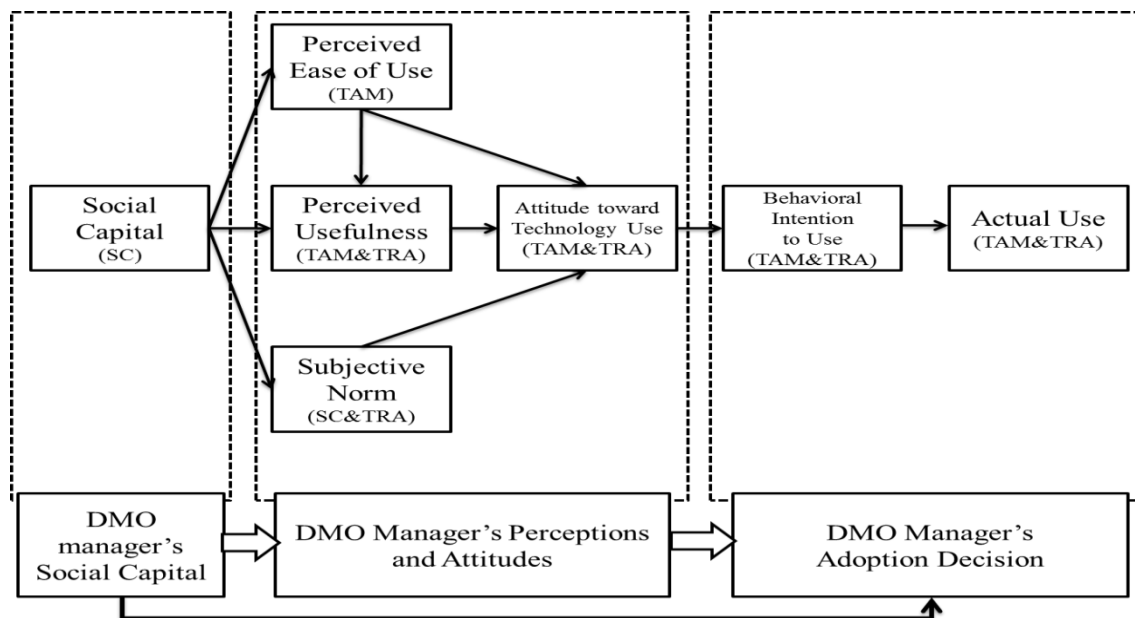 Perceived
Ease of Use
(TAM)
Social
Capital
(SC)
Perceived
Usefulness
(TAM&TRA)
Attitude toward
Technology Use
(TAM&TRA)
Behavioral
Intention
to Use
(TAM&TRA)
Actual Use
(TAM&TRA)
Subjective
Norm
(SC&TRA)
DMO
manager’s
Social Capital
DMO Manager’s Perceptions
and Attitudes
DMO Manager’s
Adoption Decision